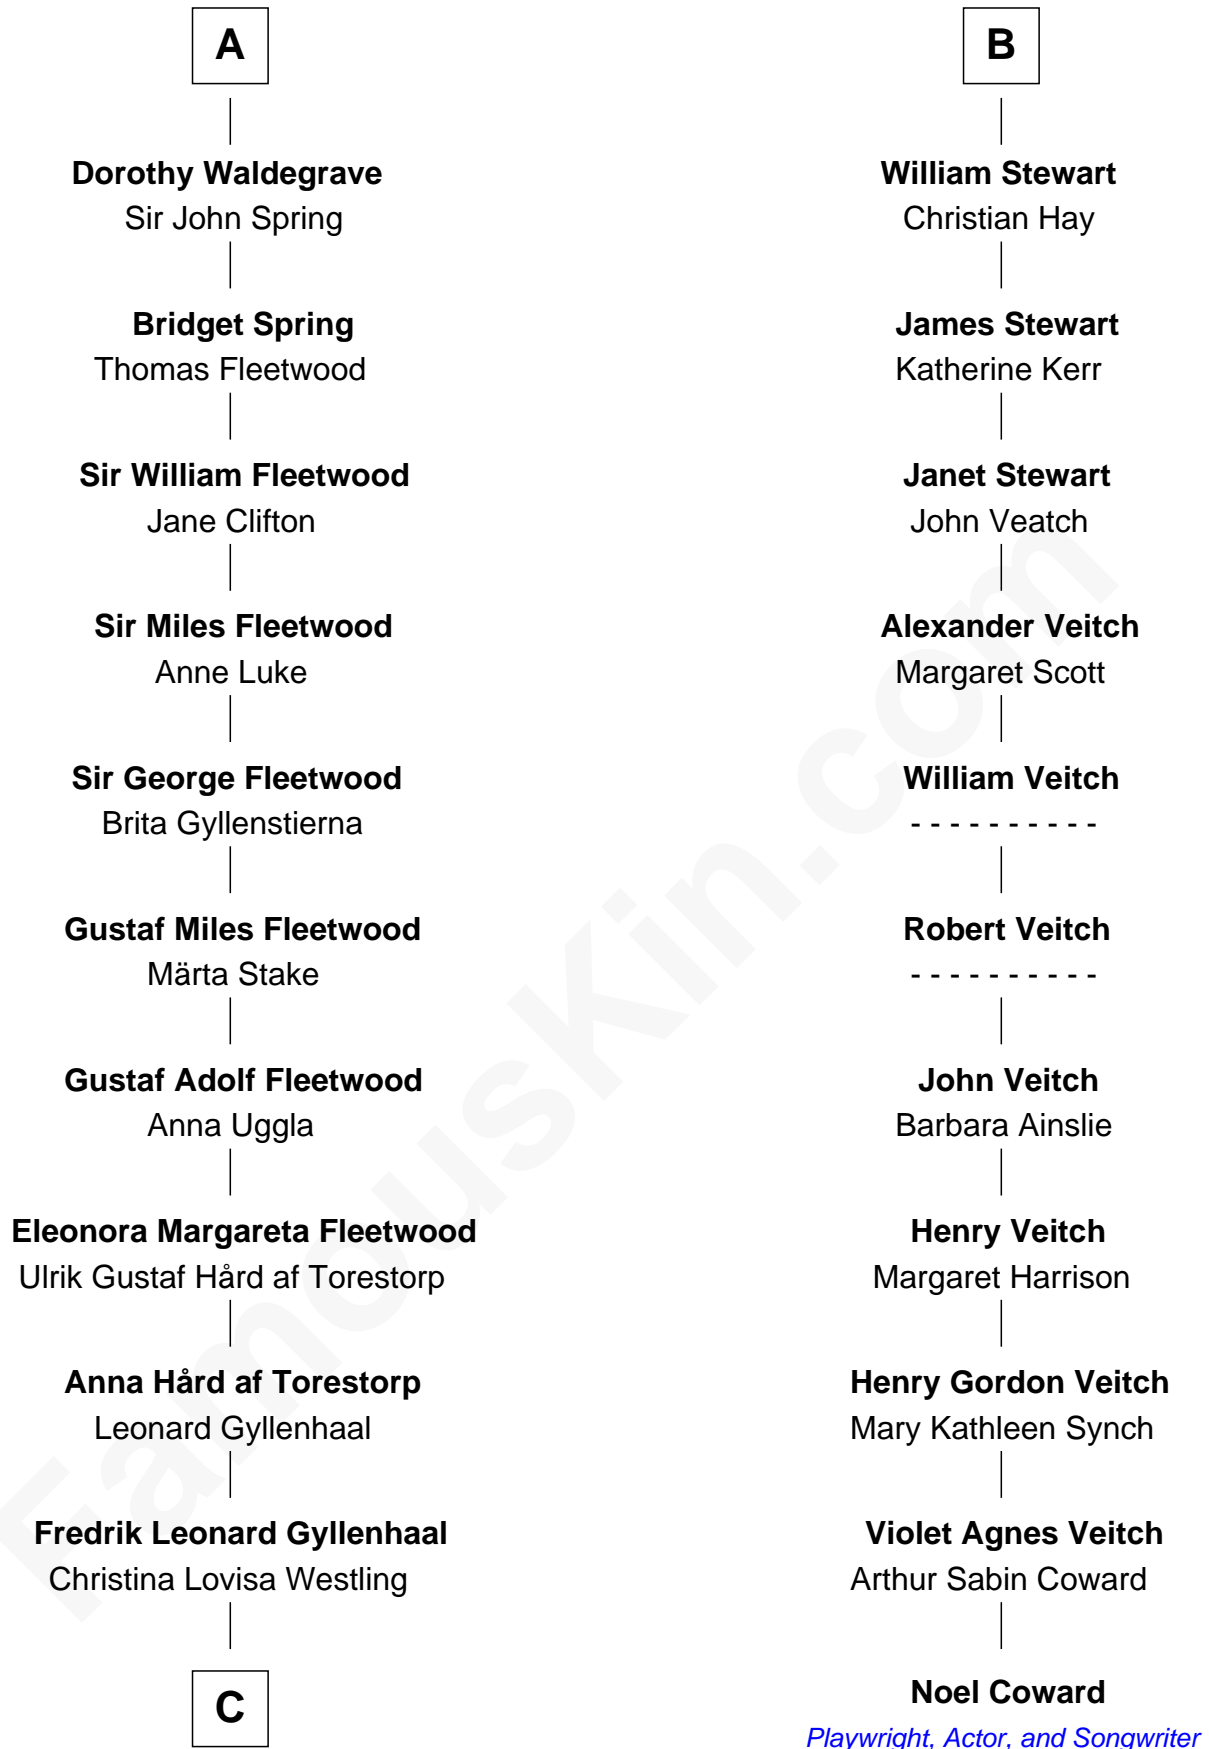 A
Dorothy Waldegrave
Sir John Spring
Bridget Spring
Thomas Fleetwood
Sir William Fleetwood
Jane Clifton
Sir Miles Fleetwood
Anne Luke
Sir George Fleetwood
Brita Gyllenstierna
Gustaf Miles Fleetwood
Märta Stake
Gustaf Adolf Fleetwood
Anna Uggla
Eleonora Margareta Fleetwood
Ulrik Gustaf Hård af Torestorp
Anna Hård af Torestorp
Leonard Gyllenhaal
Fredrik Leonard Gyllenhaal
Christina Lovisa Westling
C
B
William Stewart
Christian Hay
James Stewart
Katherine Kerr
Janet Stewart
John Veatch
Alexander Veitch
Margaret Scott
William Veitch
- - - - - - - - - -
Robert Veitch
- - - - - - - - - -
John Veitch
Barbara Ainslie
Henry Veitch
Margaret Harrison
Henry Gordon Veitch
Mary Kathleen Synch
Violet Agnes Veitch
Arthur Sabin Coward
Noel Coward
Playwright, Actor, and Songwriter
FamousKin.com